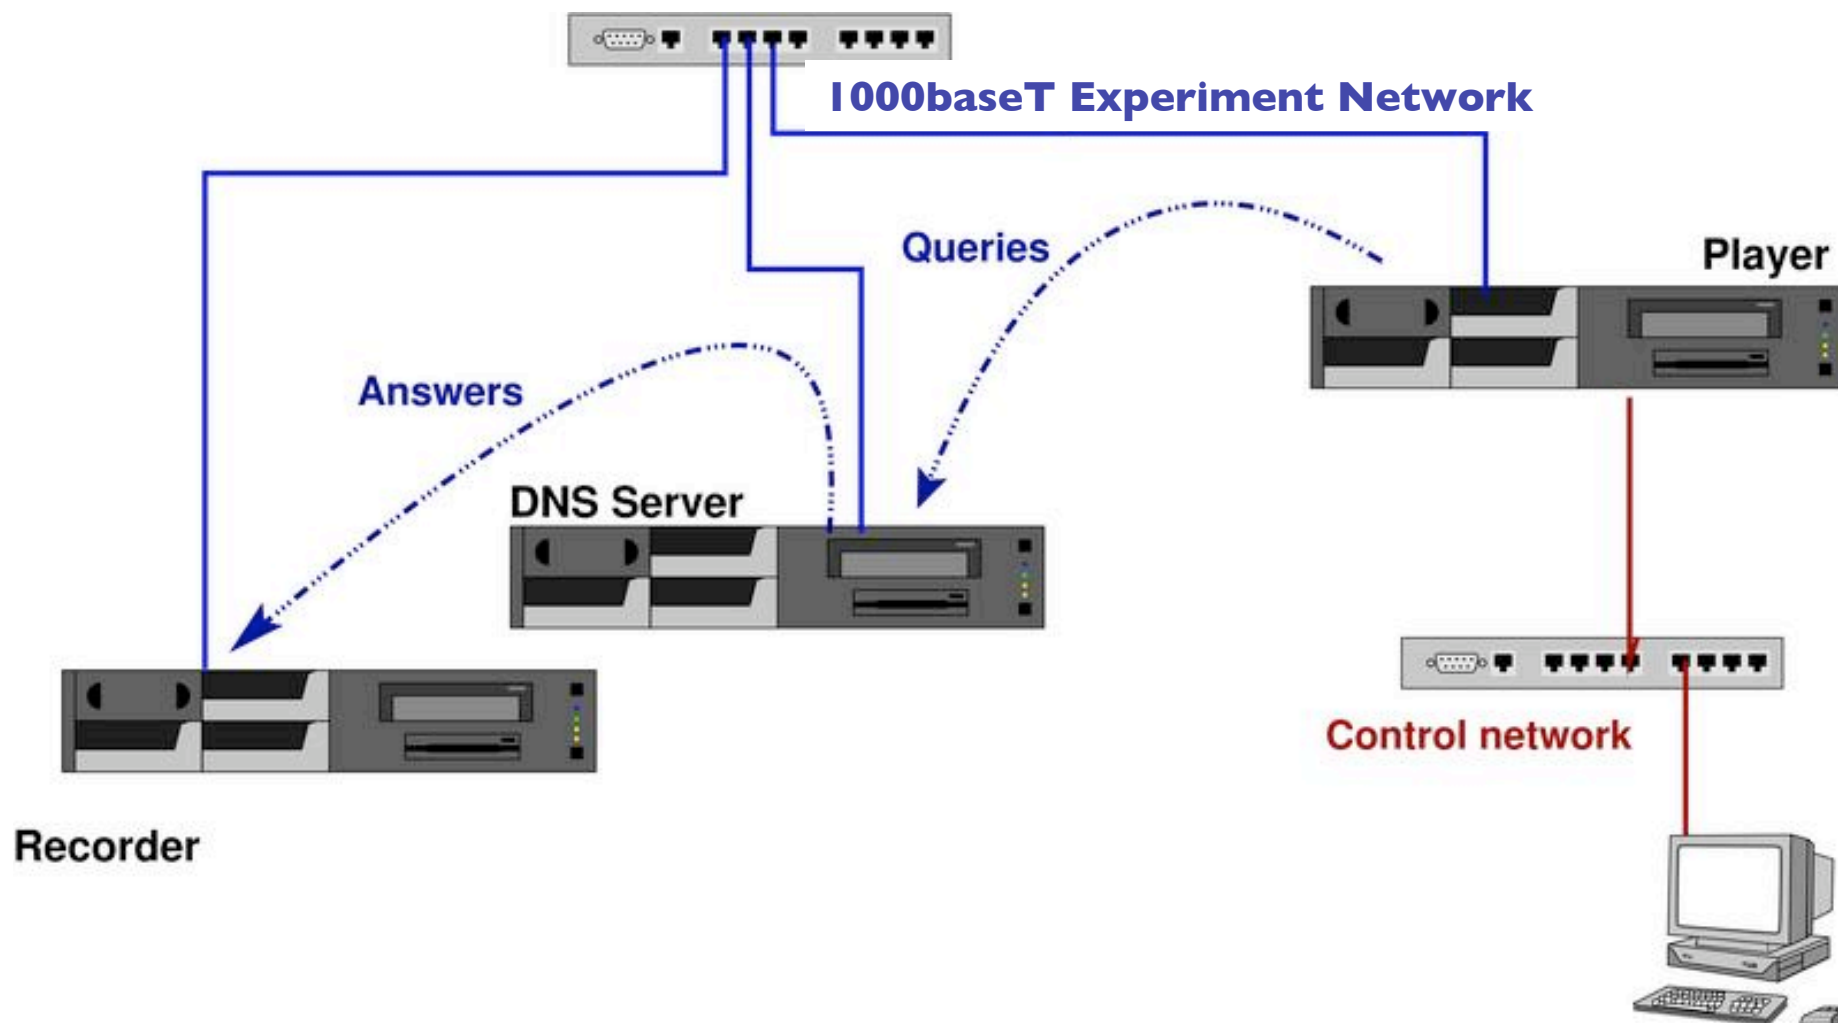 1000baseT Experiment Network
Queries
Player
Answers
DNS Server
Control network
Recorder